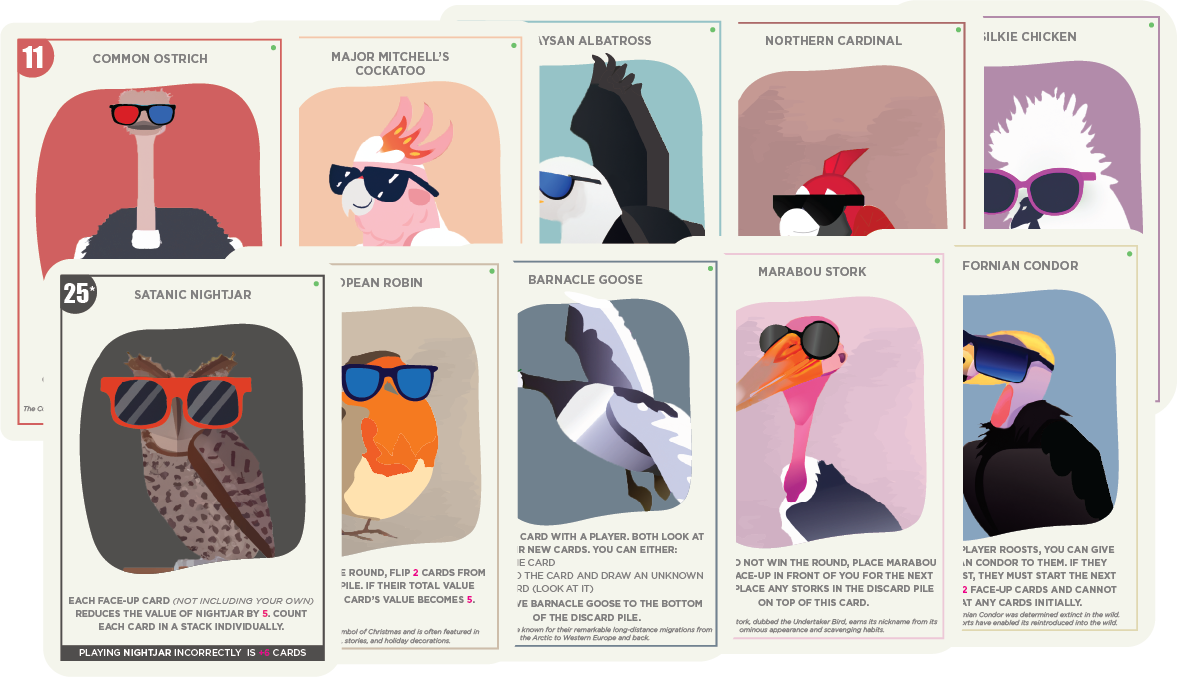 11
COMMON OSTRICH
The
MAJOR MITCHELL'S
COCKATOO
AYSAN ALBATROSS
NORTHERN CARDINAL
SILKIE CHICKEN
25*
SATANIC NIGHTJAR
EACH FACE-UP CARD (NOT INCLUDING YOUR OWN)
REDUCES THE VALUE OF NIGHTJAR BY 5. COUNT
EACH CARD IN A STACK INDIVIDUALLY.
PLAYING NIGHTJAR INCORRECTLY IS +6 CARDS
OPEAN ROBIN
E ROUND, FLIP 2 CARDS FROM
PILE. IF THEIR TOTAL VALUE
CARD'S VALUE BECOMES 5.
mbol of Christmas and is often featured in
stories, and holiday decorations.
BARNACLE GOOSE
CARD WITH A PLAYER. BOTH LOOK AT
R NEW CARDS. YOU CAN EITHER:
E CARD
D THE CARD AND DRAW AN UNKNOWN
CARD (LOOK AT IT)
VE BARNACLE GOOSE TO THE BOTTOM
OF THE DISCARD PILE.
known for their remarkable long-distance migrations from
the Arctic to Western Europe and back.
MARABOU STORK
O NOT WIN THE ROUND, PLACE MARABOU
ACE-UP IN FRONT OF YOU FOR THE NEXT
PLACE ANY STORKS IN THE DISCARD PILE
ON TOP OF THIS CARD.
tork, dubbed the Undertaker Bird, earns its nickname from its
ominous appearance and scavenging habits.
FORNIAN CONDOR
PLAYER ROOSTS, YOU CAN GIVE
AN CONDOR TO THEM. IF THEY
ST, THEY MUST START THE NEXT
2 FACE-UP CARDS AND CANNOT
AT ANY CARDS INITIALLY.
nian Condor was determined extinct in the wild.
orts have enabled its reintroduced into the wild.